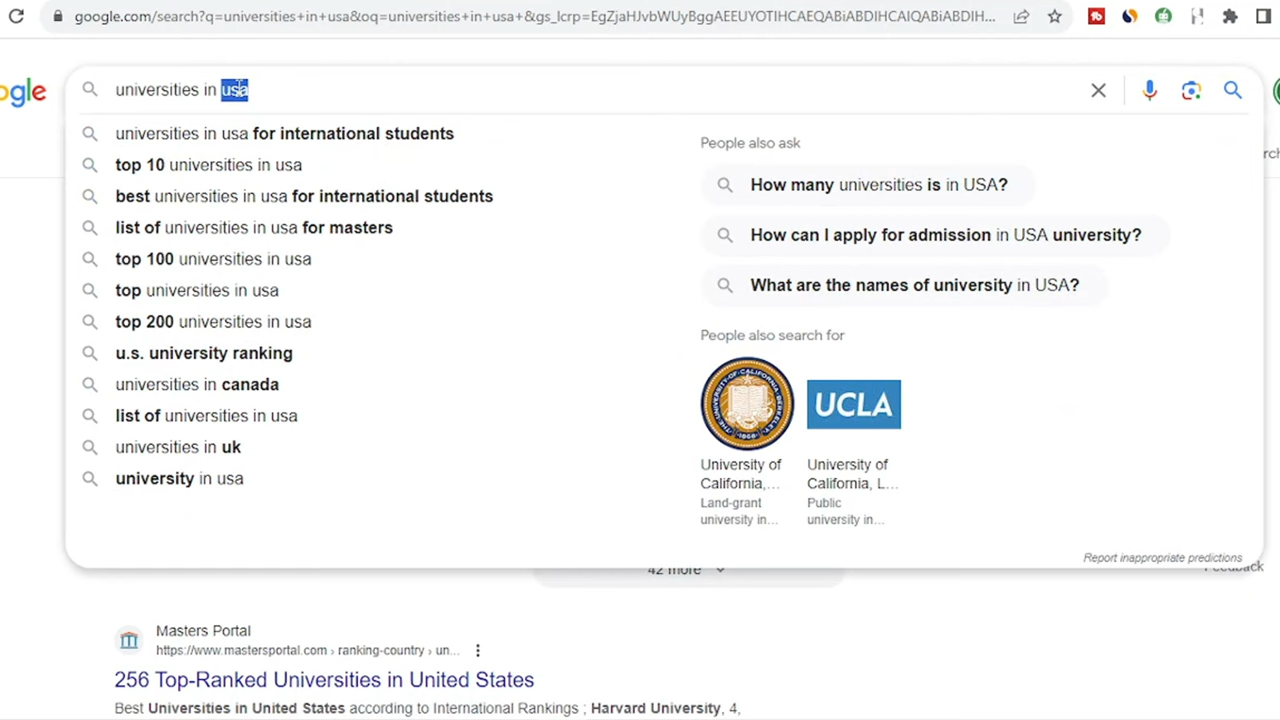 google.com/search?q=universities+in+usa&oq=universities+in+usa+&gs_lcrp=EgZjaHJvbWUyBggAEEUYOTIHCAEQABiABDIHCAIQABiABDIH...
ogle
universities in usa
universities in usa for international students
top 10 universities in usa
best universities in usa for international students
list of universities in usa for masters
top 100 universities in usa
top universities in usa
top 200 universities in usa
u.s. university ranking
universities in canada
list of universities in usa
universities in uk
university in usa
People also ask
How many universities is in USA?
How can I apply for admission in USA university?
What are the names of university in USA?
People also search for
UCLA
University of California,...
Land-grant university in...
University of California, L...
Public university in...
Report inappropriate predictions
42 more
Feedback
Masters Portal
https://www.mastersportal.com › ranking-country › un...
256 Top-Ranked Universities in United States
Best Universities in United States according to International Rankings ; Harvard University, 4,